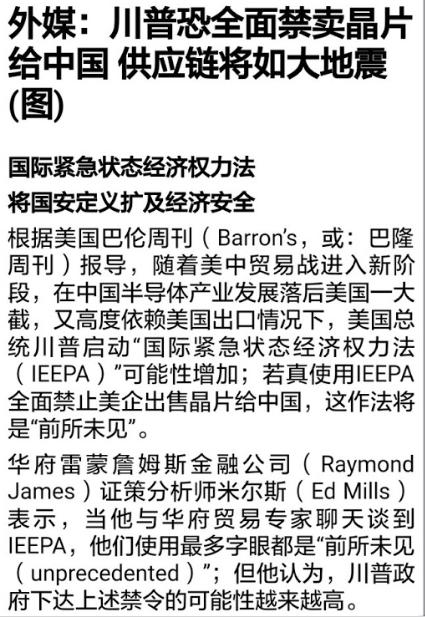 外媒：川普恐全面禁卖晶片
给中国 供应链将如大地震
(图)
国际紧急状态经济权力法
将国安定义扩及经济安全
根据美国巴伦周刊（Barron’s，或：巴隆
周刊）报导，随着美中贸易战进入新阶
段，在中国半导体产业发展落后美国一大
截，又高度依赖美国出口情况下，美国总
统川普启动“国际紧急状态经济权力法
（IEEPA）”可能性增加；若真使用IEEPA
全面禁止美企出售晶片给中国，这作法将
是“前所未见”。
华府雷蒙詹姆斯金融公司（Raymond
James）证策分析师米尔斯（Ed Mills）
表示，当他与华府贸易专家聊天谈到
IEEPA，他们使用最多字眼都是“前所未见
（unprecedented）”；但他认为，川普政
府下达上述禁令的可能性越来越高。